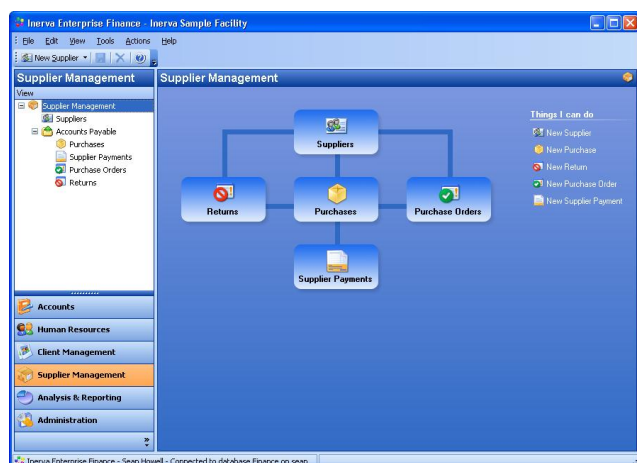 Inerva Enterprise Finance - Inerva Sample Facility
File Edit View Tools Actions Help
New Supplier
Supplier Management
View
Supplier Management
Suppliers
Accounts Payable
Purchases
Supplier Payments
Purchase Orders
Returns
Accounts
Human Resources
Client Management
Supplier Management
Analysis & Reporting
Administration
Supplier Management
Suppliers
Returns
Purchases
Purchase Orders
Supplier Payments
Things I can do
New Supplier
New Purchase
New Return
New Purchase Order
New Supplier Payment
Inerva Enterprise Finance - Sean Howell - Connected to database Finance on sean